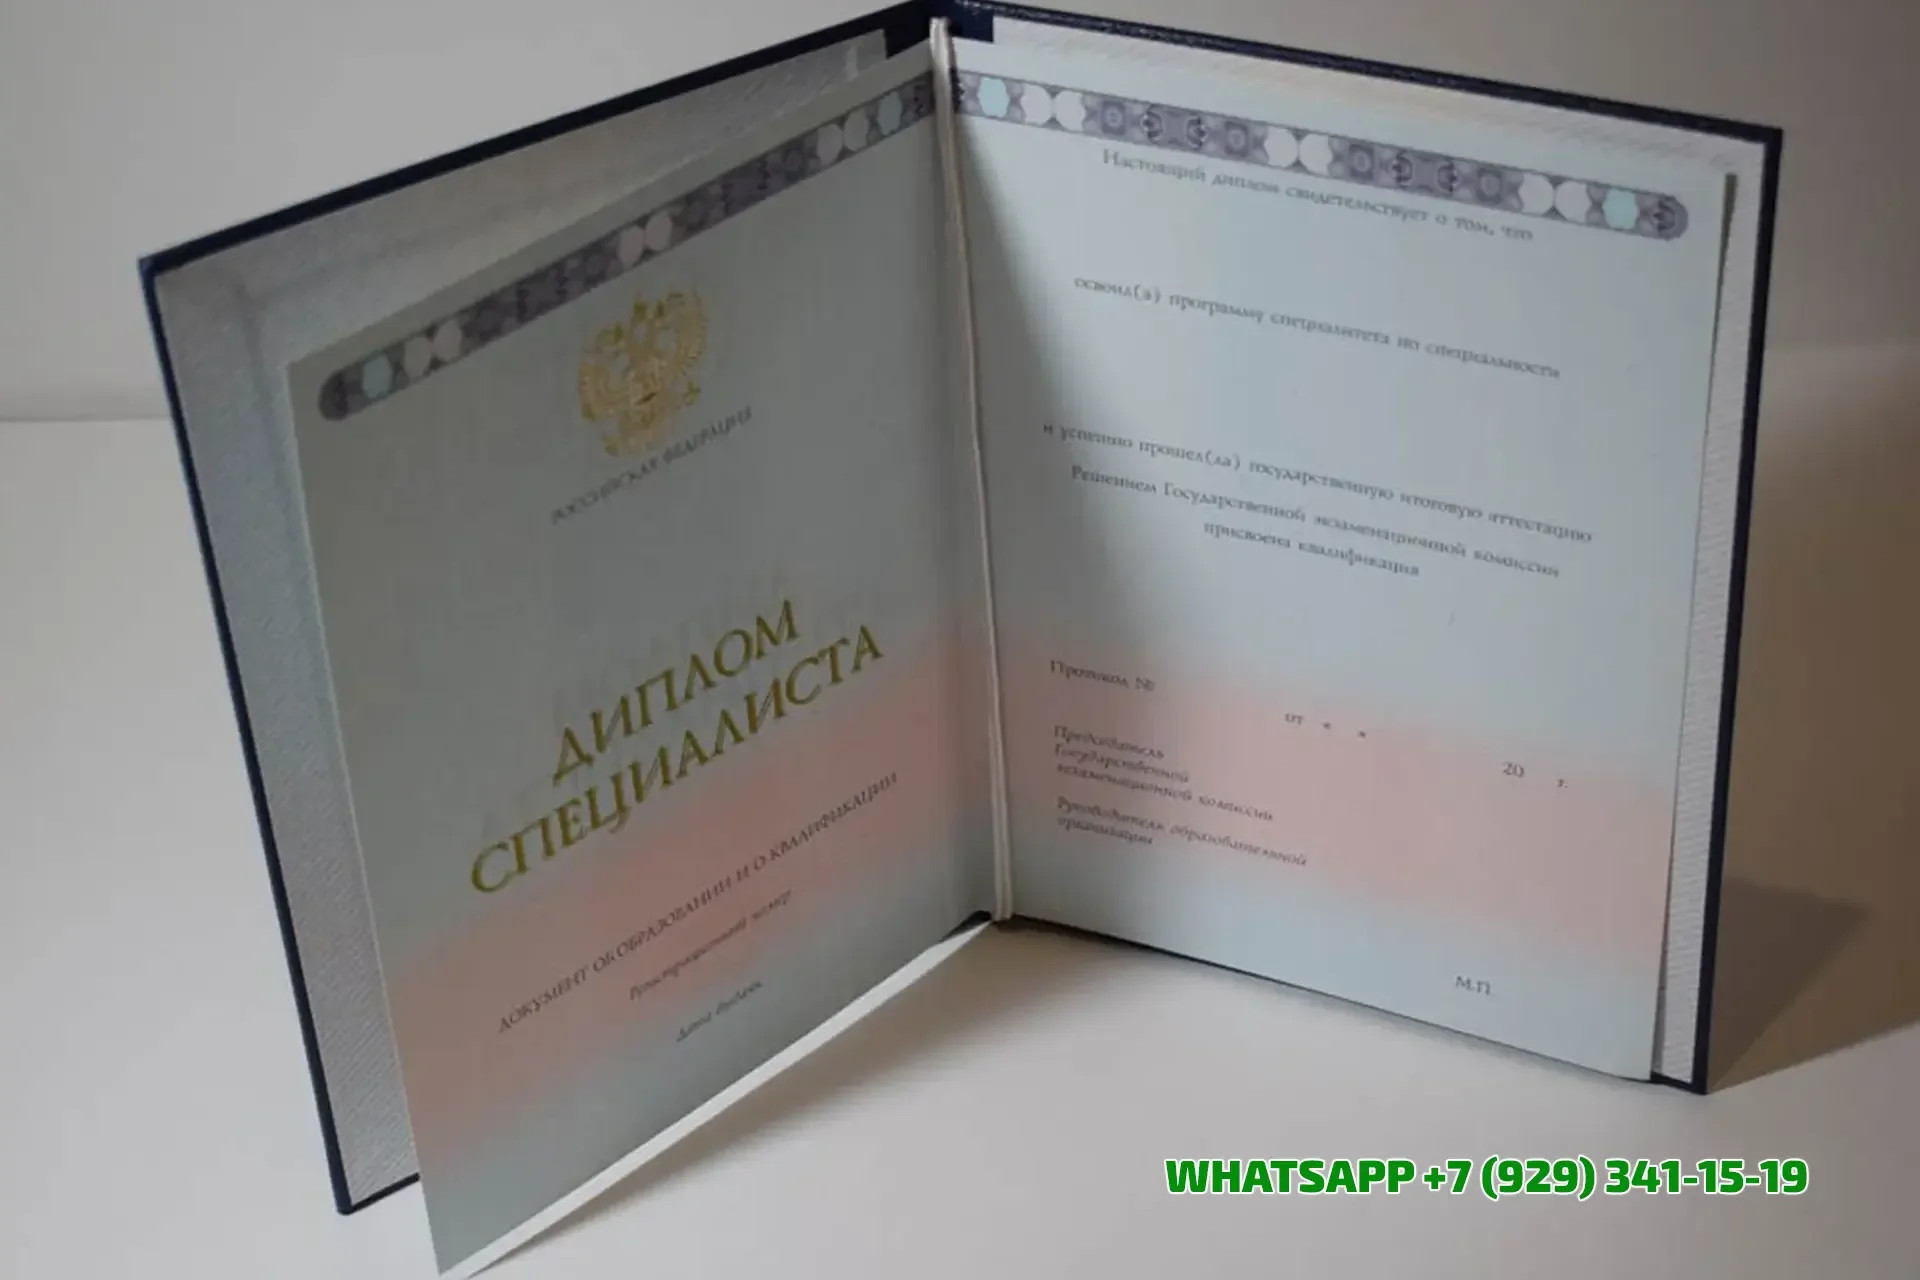 РОССИЙСКАЯ ФЕДЕРАЦИЯ
ДИПЛОМ
СПЕЦИАЛИСТА
ДОКУМЕНТ ОБ ОБРАЗОВАНИИ И О КВАЛИФИКАЦИИ
Регистрационный номер
Дата выдачи
Настоящий диплом свидетельствует о том, что
освоил(а) программу специалитета по специальности
и успешно прошел(ла) государственную итоговую аттестацию
Решением Государственной экзаменационной комиссии
присвоена квалификация
Протокол №
от « » 20 г.
Председатель
Государственной
экзаменационной комиссии
Руководитель образовательной
организации
М.П.
WHATSAPP +7 (929) 341-15-19